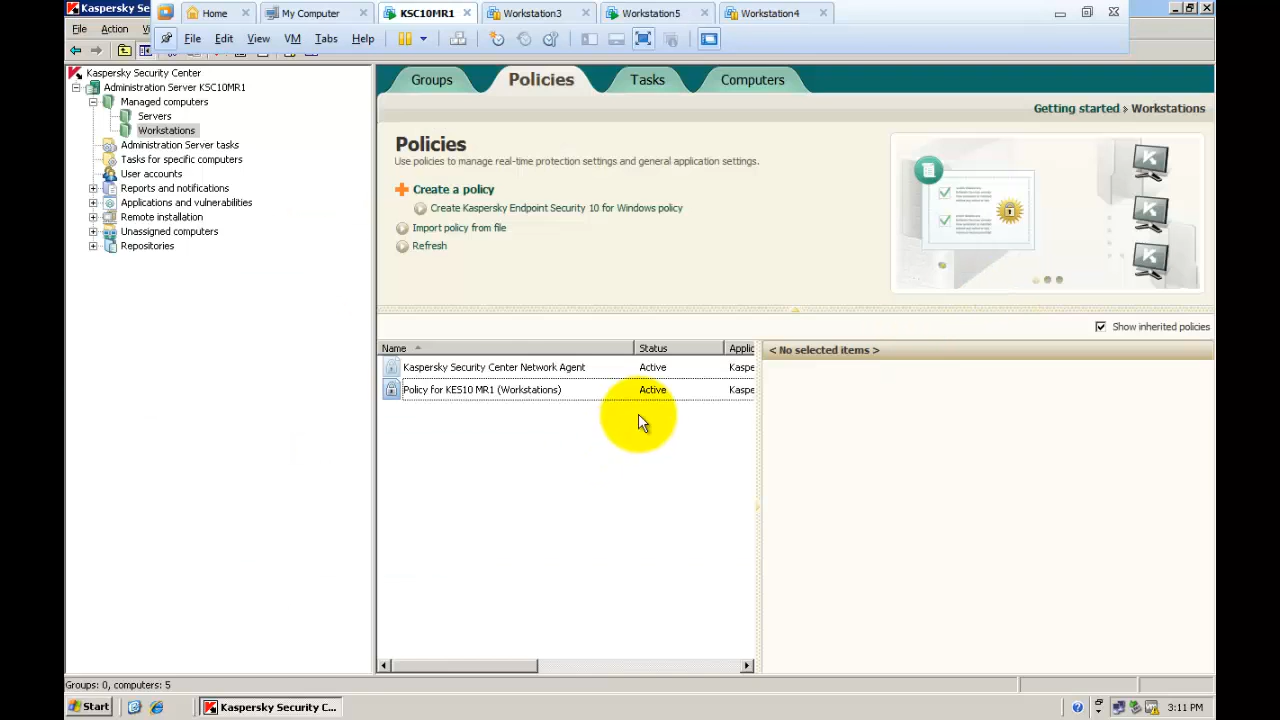 Kaspersky Se
Home
My Computer
KSC10MR1
Workstation3
Workstation5
Workstation4
Action
File Edit View VM Tabs Help
Kaspersky Security Center
Administration Server KSC10MR1
Managed computers
Servers
Workstations
Administration Server tasks
Tasks for specific computers
User accounts
Reports and notifications
Applications and vulnerabilities
Remote installation
Unassigned computers
Repositories
Groups Policies Tasks Computers
Getting started › Workstations
Policies
Use policies to manage real-time protection settings and general application settings.
Create a policy
Create Kaspersky Endpoint Security 10 for Windows policy
Import policy from file
Refresh
Show inherited policies
Name Status Applic
< No selected items >
Kaspersky Security Center Network Agent Active Kaspe
Policy for KES10 MR1 (Workstations) Active Kaspe
Groups: 0, computers: 5
Start
Kaspersky Security C...
3:11 PM